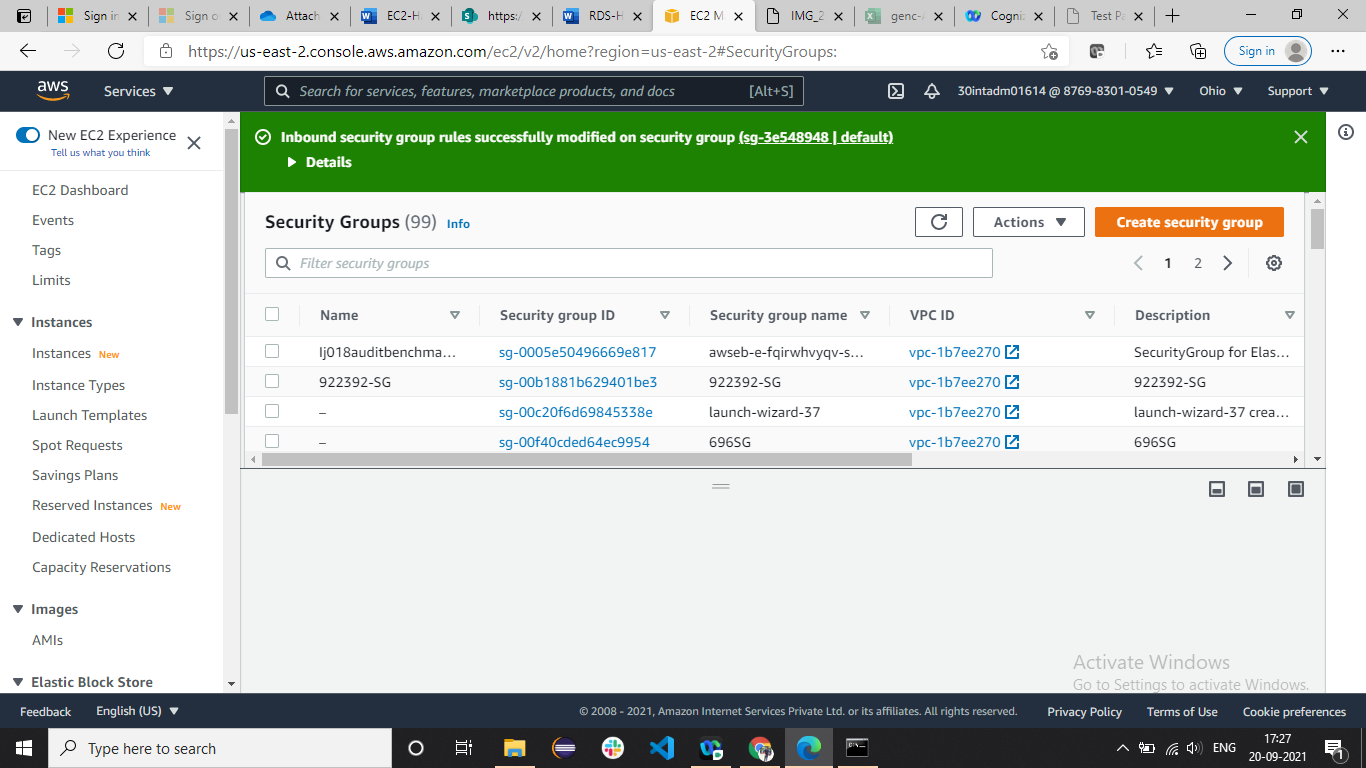 Sign in
Sign o
Attach
EC2-H
https:/
RDS-H
EC2 M
IMG_2
genc-
Cogniz
Test Pa
https://us-east-2.console.aws.amazon.com/ec2/v2/home?region=us-east-2#SecurityGroups:
Sign in
aws
Services
Search for services, features, marketplace products, and docs
[Alt+S]
30intadm01614 @ 8769-8301-0549
Ohio
Support
New EC2 Experience
Tell us what you think
EC2 Dashboard
Events
Tags
Limits
Instances
Instances New
Instance Types
Launch Templates
Spot Requests
Savings Plans
Reserved Instances New
Dedicated Hosts
Capacity Reservations
Images
AMIs
Elastic Block Store
Inbound security group rules successfully modified on security group (sg-3e548948 | default)
Details
Security Groups (99) Info
Actions
Create security group
Filter security groups
1 2
Name Security group ID Security group name VPC ID Description
Ij018auditbenchma... sg-0005e50496669e817 awseb-e-fqirwhvyqv-s... vpc-1b7ee270 SecurityGroup for Elas...
922392-SG sg-00b1881b629401be3 922392-SG vpc-1b7ee270 922392-SG
– sg-00c20f6d69845338e launch-wizard-37 vpc-1b7ee270 launch-wizard-37 crea...
– sg-00f40cded64ec9954 696SG vpc-1b7ee270 696SG
Activate Windows
Go to Settings to activate Windows.
Feedback
English (US)
© 2008 - 2021, Amazon Internet Services Private Ltd. or its affiliates. All rights reserved.
Privacy Policy
Terms of Use
Cookie preferences
Type here to search
ENG
17:27
20-09-2021
1